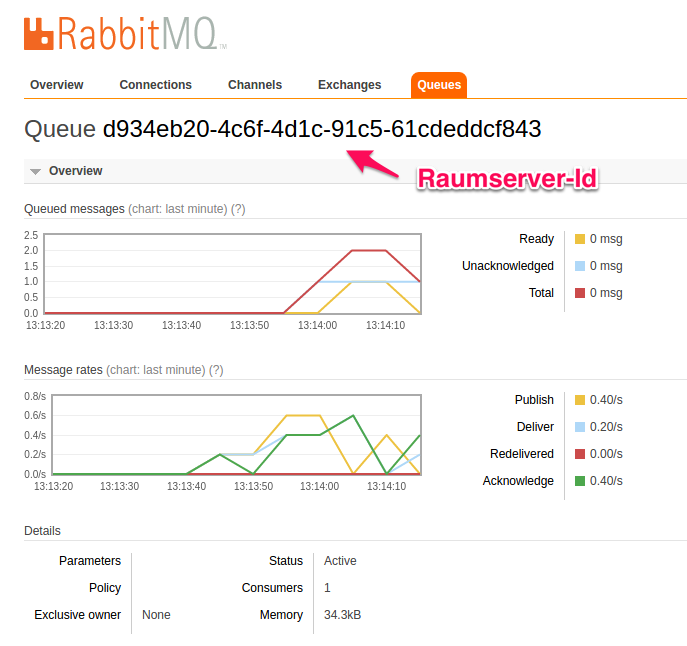 RabbitMQ™
Overview Connections Channels Exchanges Queues
Queue d934eb20-4c6f-4d1c-91c5-61cdeddcf843
Overview
Raumserver-Id
Queued messages (chart: last minute) (?)
2.5
2.0
1.5
1.0
0.5
0.0
13:13:20 13:13:30 13:13:40 13:13:50 13:14:00 13:14:10
Ready 0 msg
Unacknowledged 0 msg
Total 0 msg
Message rates (chart: last minute) (?)
0.8/s
0.6/s
0.4/s
0.2/s
0.0/s
13:13:20 13:13:30 13:13:40 13:13:50 13:14:00 13:14:10
Publish 0.40/s
Deliver 0.20/s
Redelivered 0.00/s
Acknowledge 0.40/s
Details
Parameters Status Active
Policy Consumers 1
Exclusive owner None Memory 34.3kB